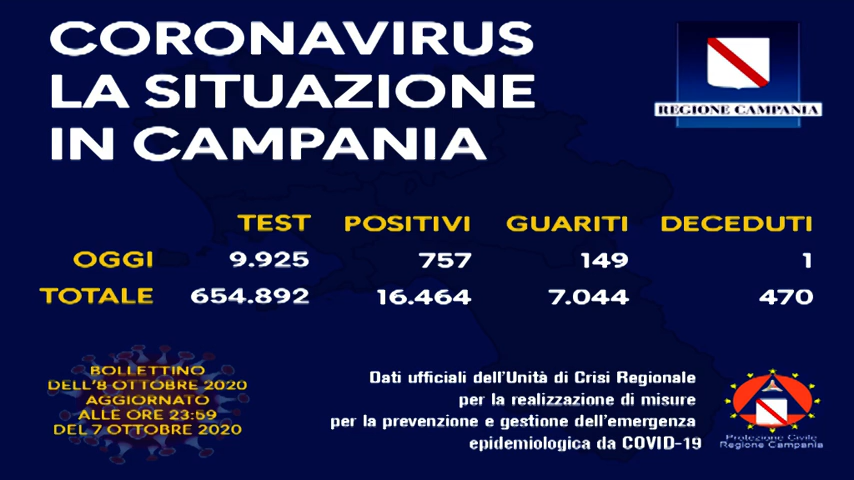 CORONAVIRUS
LA SITUAZIONE
IN CAMPANIA
REGIONE CAMPANIA
TEST POSITIVI GUARITI DECEDUTI
OGGI 9.925 757 149 1
TOTALE 654.892 16.464 7.044 470
BOLLETTINO
DELL'8 OTTOBRE 2020
AGGIORNATO
ALLE ORE 23:59
DEL 7 OTTOBRE 2020
Dati ufficiali dell'Unità di Crisi Regionale
per la realizzazione di misure
per la prevenzione e gestione dell'emergenza
epidemiologica da COVID-19
Protezione Civile
Regione Campania